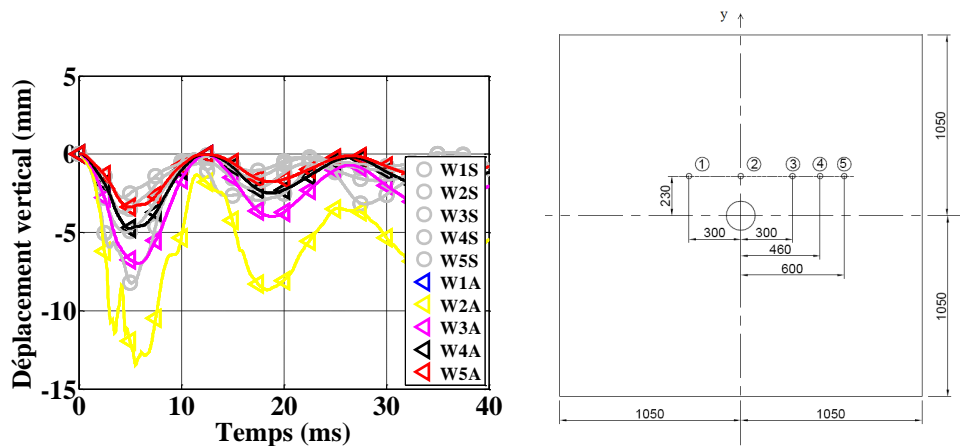 Déplacement vertical (mm)
5
0
-5
-10
-15
0
10
20
30
40
Temps (ms)
W1S
W2S
W3S
W4S
W5S
W1A
W2A
W3A
W4A
W5A
y
1
2
3
4
5
230
300
300
460
600
1050
1050
1050
1050